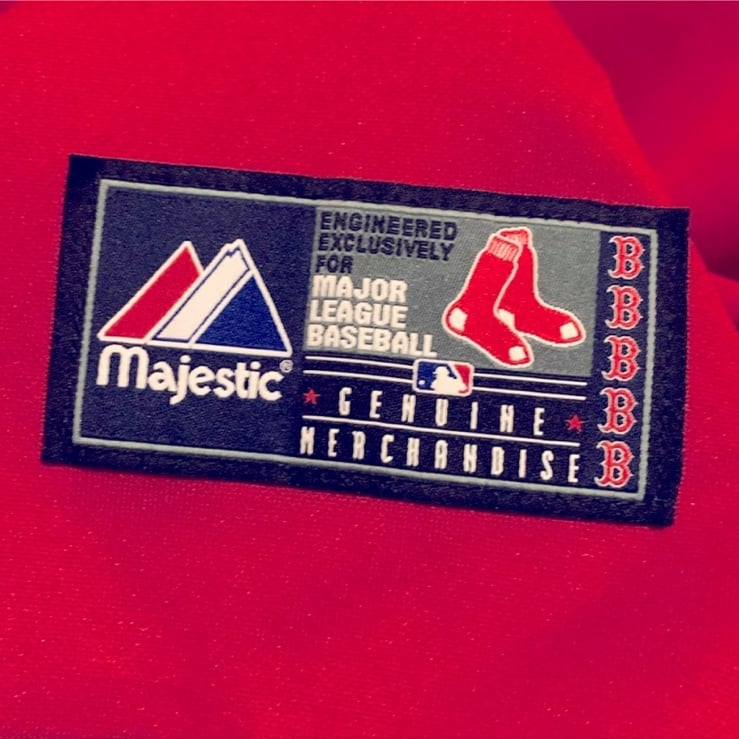 Majestic®
ENGINEERED
EXCLUSIVELY
FOR
MAJOR
LEAGUE
BASEBALL
GENUINE
MERCHANDISE
B
B
B
B
B